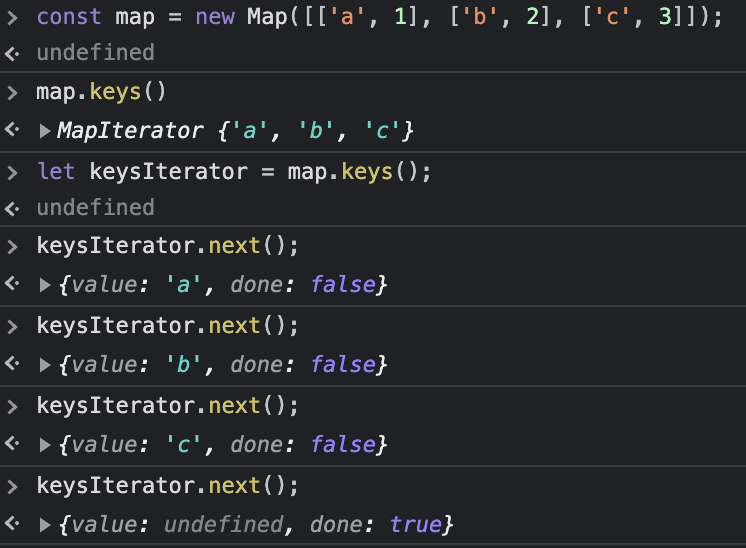 const map = new Map([['a', 1], ['b', 2], ['c', 3]]);
undefined
map.keys()
MapIterator {'a', 'b', 'c'}
let keysIterator = map.keys();
undefined
keysIterator.next();
{value: 'a', done: false}
keysIterator.next();
{value: 'b', done: false}
keysIterator.next();
{value: 'c', done: false}
keysIterator.next();
{value: undefined, done: true}